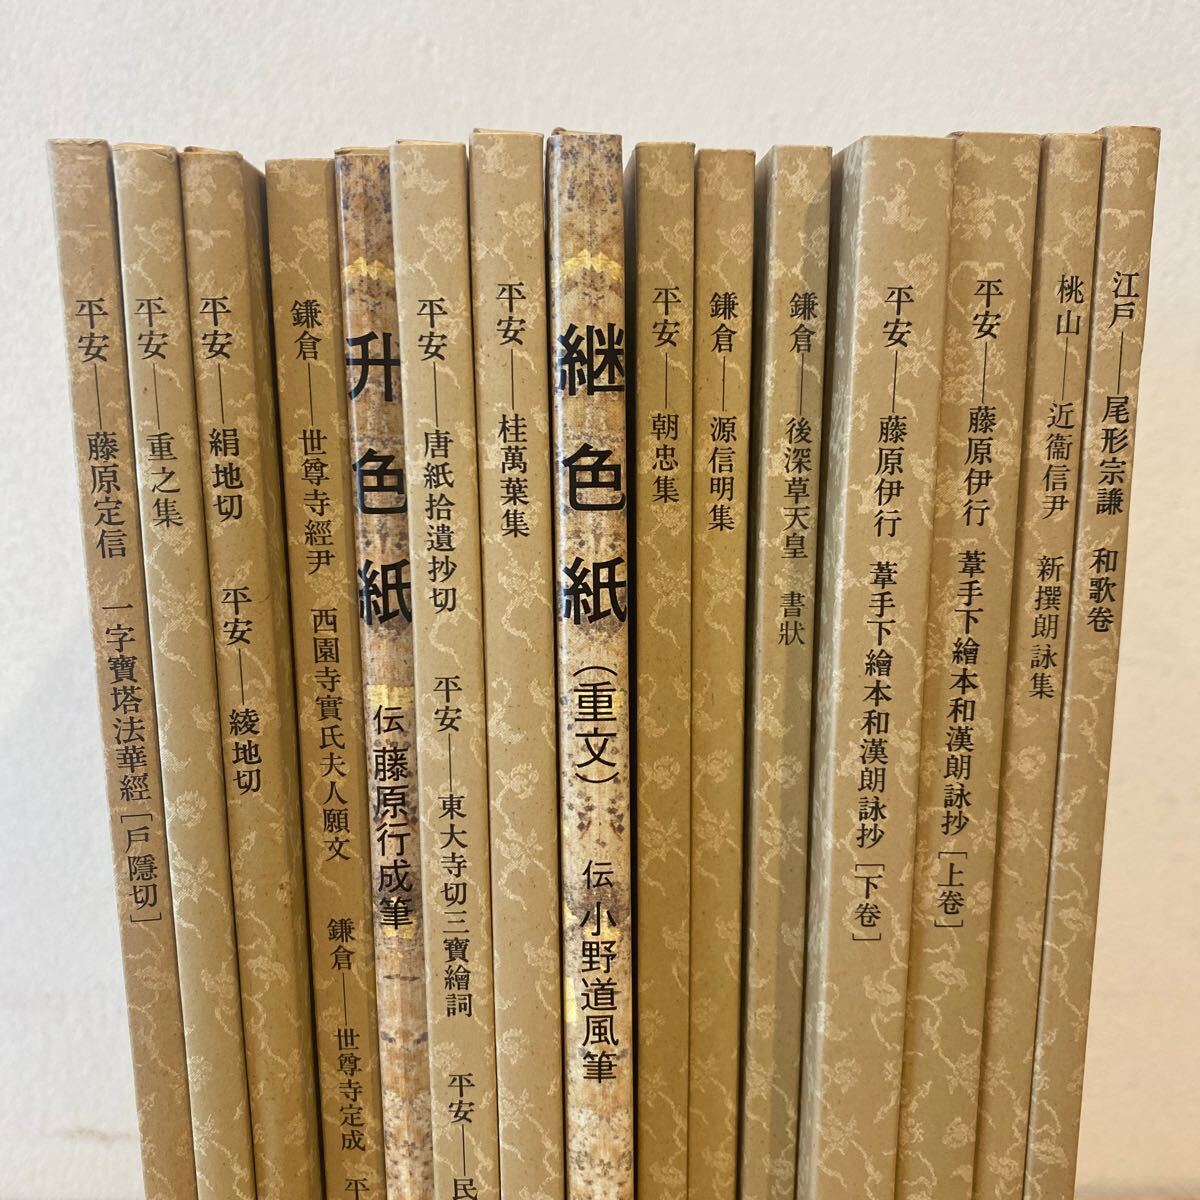 平安――藤原定信 一字寶塔法華經［戶隱切］
平安――重之集
平安――絹地切 平安――綾地切
鎌倉――世尊寺經尹 西園寺實氏夫人願文 鎌倉――世尊寺定成 平
升色紙 伝 藤原行成筆
平安――唐紙拾遺抄切 平安――東大寺切三寶繪詞 平安――民
平安――桂萬葉集
継色紙（重文） 伝 小野道風筆
平安――朝忠集
鎌倉――源信明集
鎌倉――後深草天皇 書狀
平安――藤原伊行 葦手下繪本和漢朗詠抄［下卷］
平安――藤原伊行 葦手下繪本和漢朗詠抄［上卷］
桃山――近衞信尹 新撰朗詠集
江戶――尾形宗謙 和歌卷